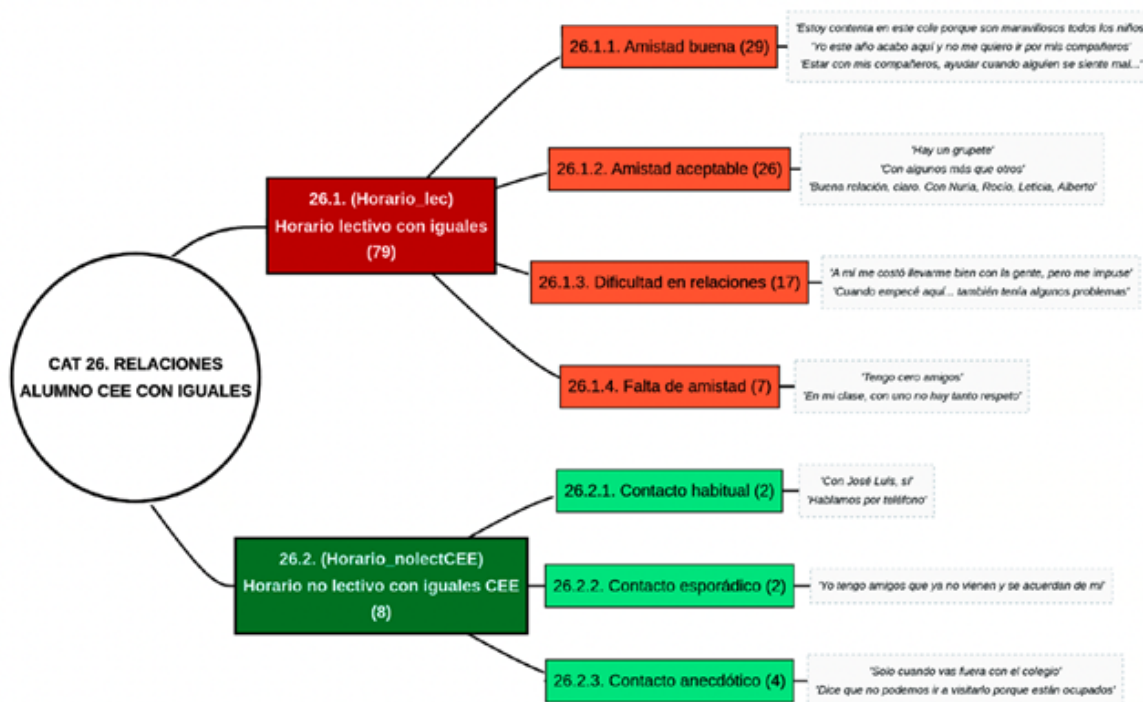 CAT 26. RELACIONES
ALUMNO CEE CON IGUALES
26.1. (Horario_lec)
Horario lectivo con iguales
(79)
26.1.1. Amistad buena (29)
'Estoy contenta en este cole porque son maravillosos todos los niños'
'Yo este año acabo aquí y no me quiero ir por mis compañeros'
'Estar con mis compañeros, ayudar cuando alguien se siente mal...'
26.1.2. Amistad aceptable (26)
'Hay un grupete'
'Con algunos más que otros'
'Buena relación, claro. Con Nuria, Rocío, Leticia, Alberto'
26.1.3. Dificultad en relaciones (17)
'A mí me costó llevarme bien con la gente, pero me impuse'
'Cuando empecé aquí... también tenía algunos problemas'
26.1.4. Falta de amistad (7)
'Tengo cero amigos'
'En mi clase, con uno no hay tanto respeto'
26.2. (Horario_nolectCEE)
Horario no lectivo con iguales CEE
(8)
26.2.1. Contacto habitual (2)
'Con José Luis, sí'
'Hablamos por teléfono'
26.2.2. Contacto esporádico (2)
'Yo tengo amigos que ya no vienen y se acuerdan de mí'
26.2.3. Contacto anecdótico (4)
'Solo cuando vas fuera con el colegio'
'Dice que no podemos ir a visitarlo porque están ocupados'